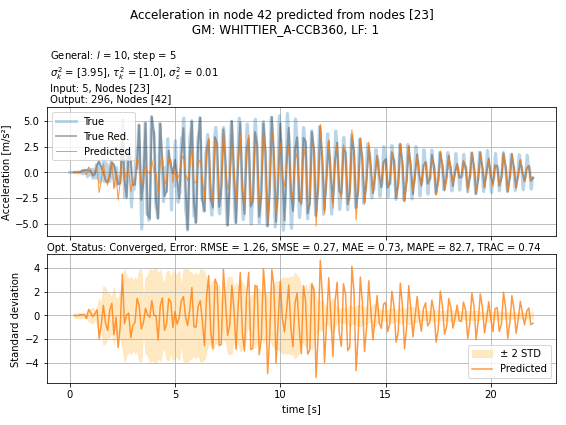 Acceleration in node 42 predicted from nodes [23]
GM: WHITTIER_A-CCB360, LF: 1
General: l = 10, step = 5
σ²ₖ = [3.95], τ²ₖ = [1.0], σ²ε = 0.01
Input: 5, Nodes [23]
Output: 296, Nodes [42]
Acceleration [m/s²]
5.0
2.5
0.0
−2.5
−5.0
True
True Red.
Predicted
Opt. Status: Converged, Error: RMSE = 1.26, SMSE = 0.27, MAE = 0.73, MAPE = 82.7, TRAC = 0.74
Standard deviation
4
2
0
−2
−4
± 2 STD
Predicted
0 5 10 15 20
time [s]